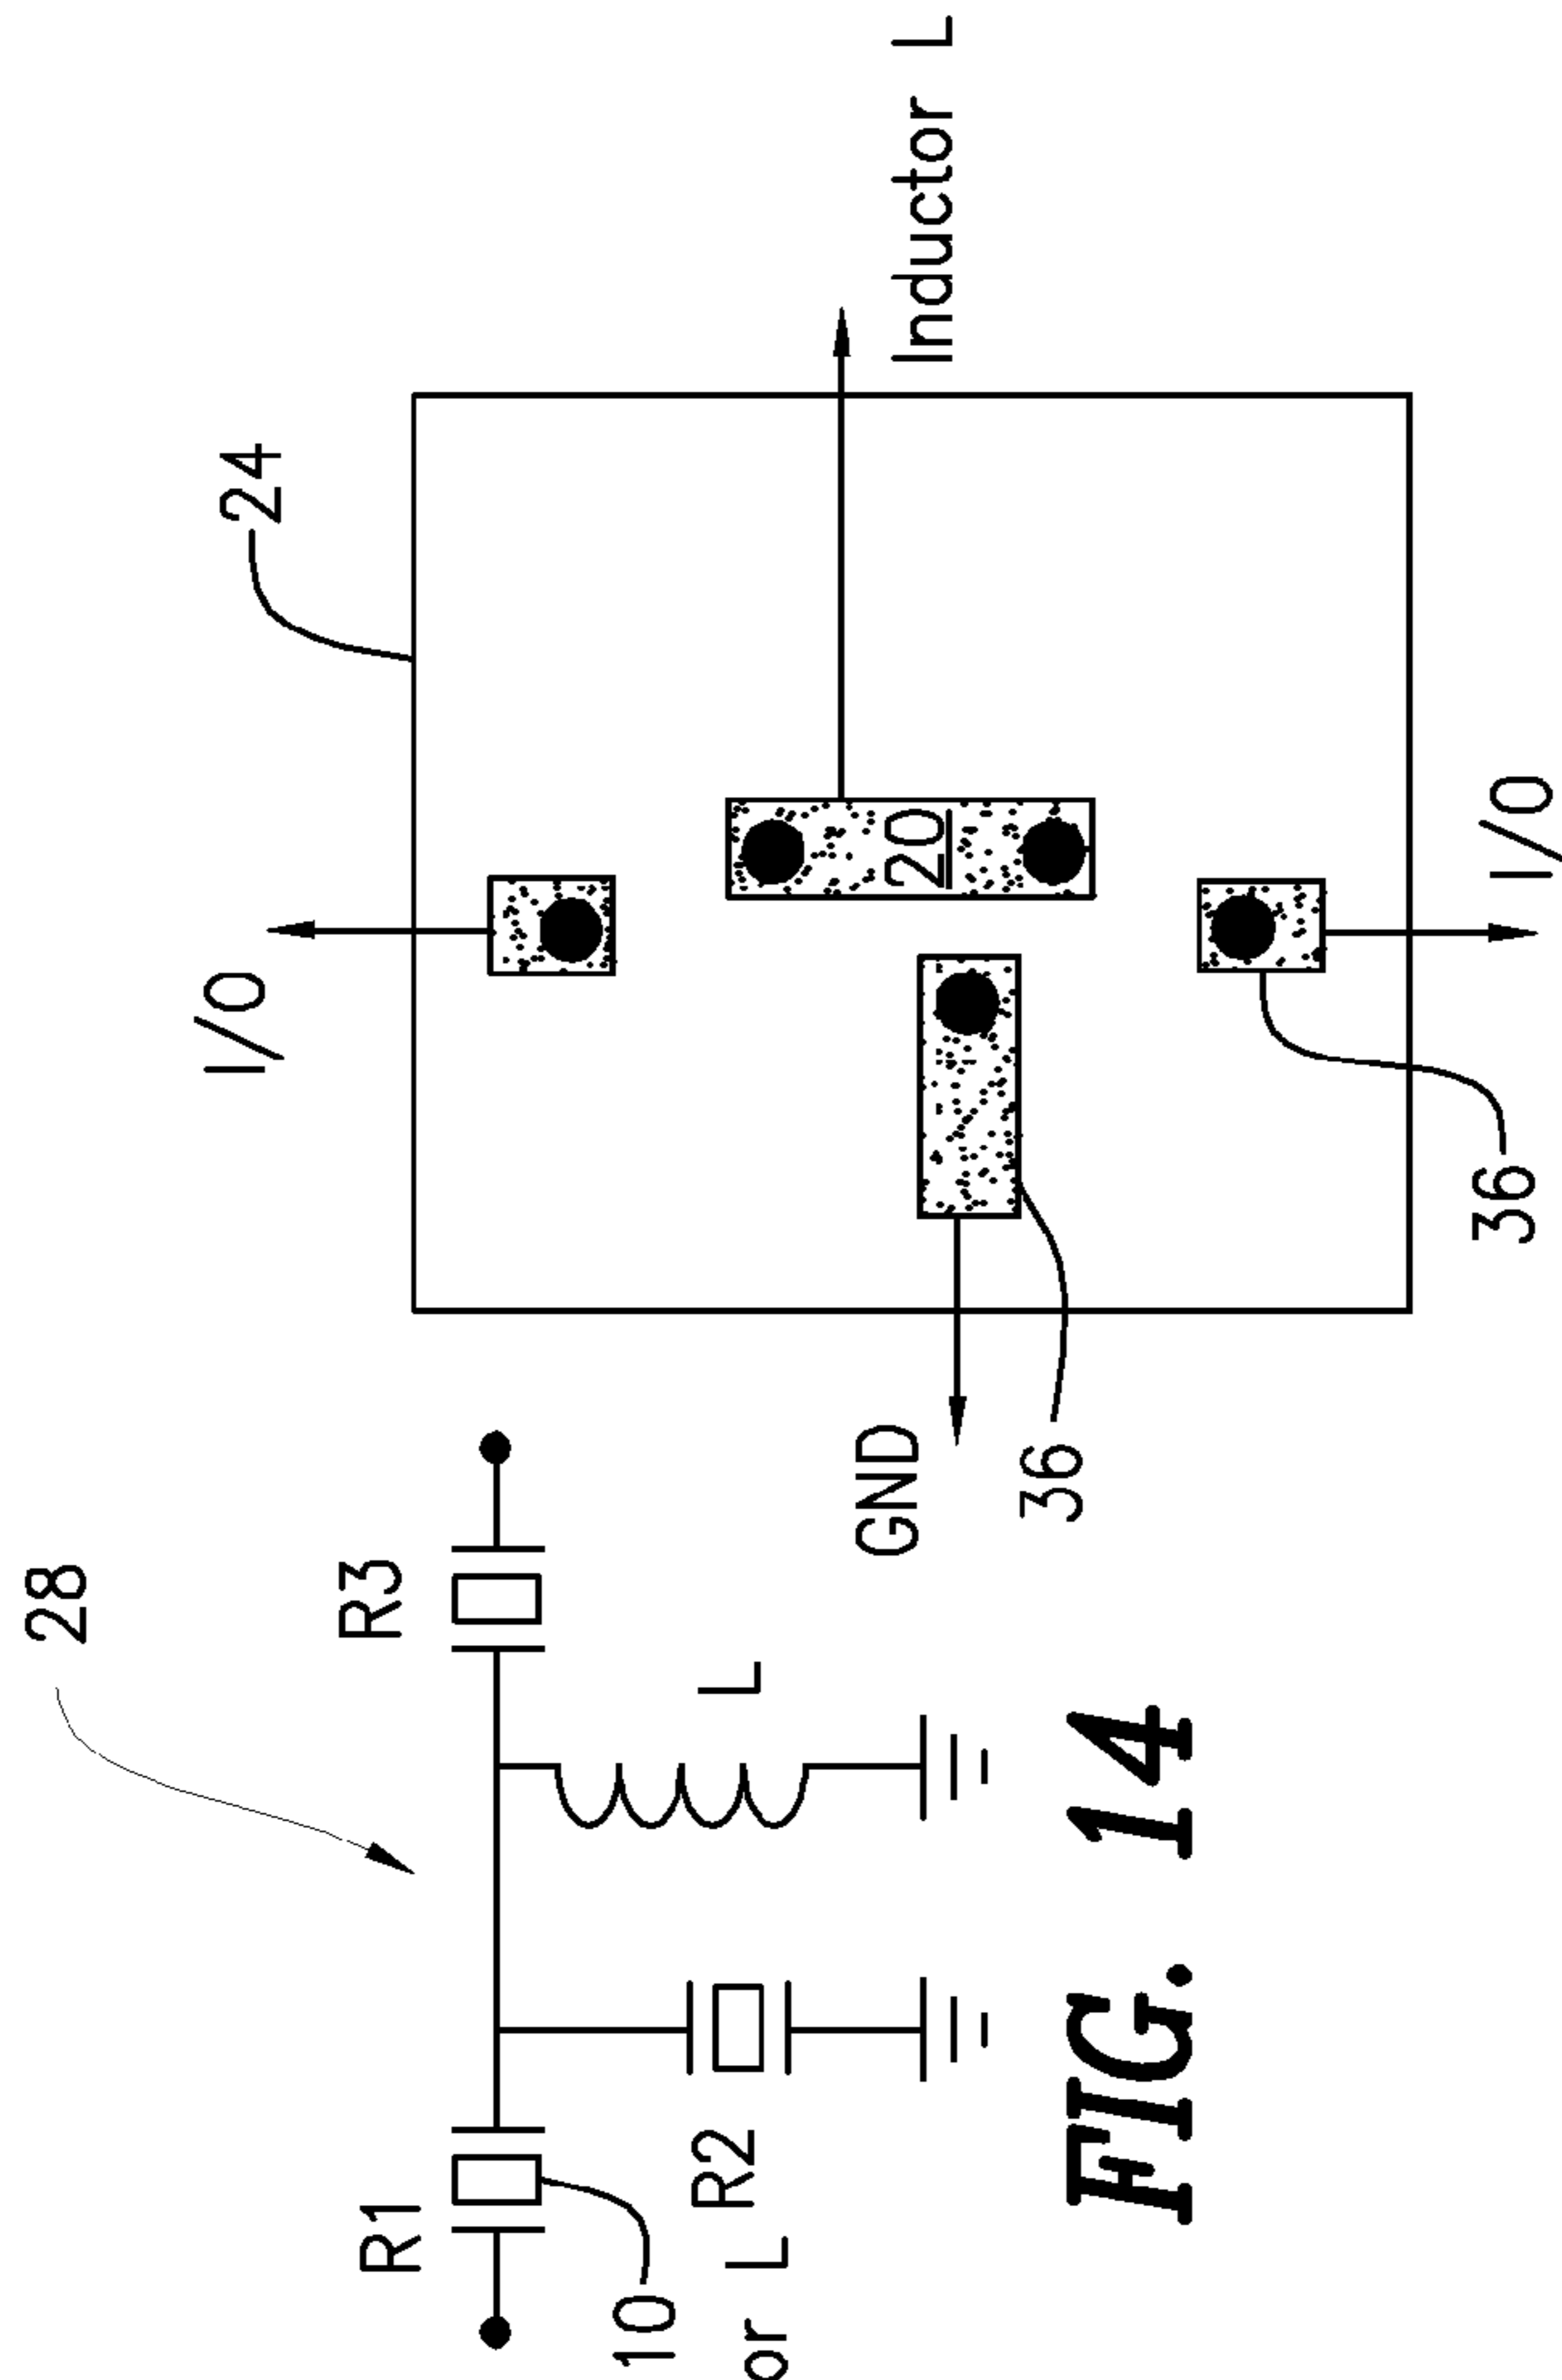 28
I/O
24
R3
R1
10
R2
L
or L
GND
20
Inductor L
36
FIG. 14
36
I/O